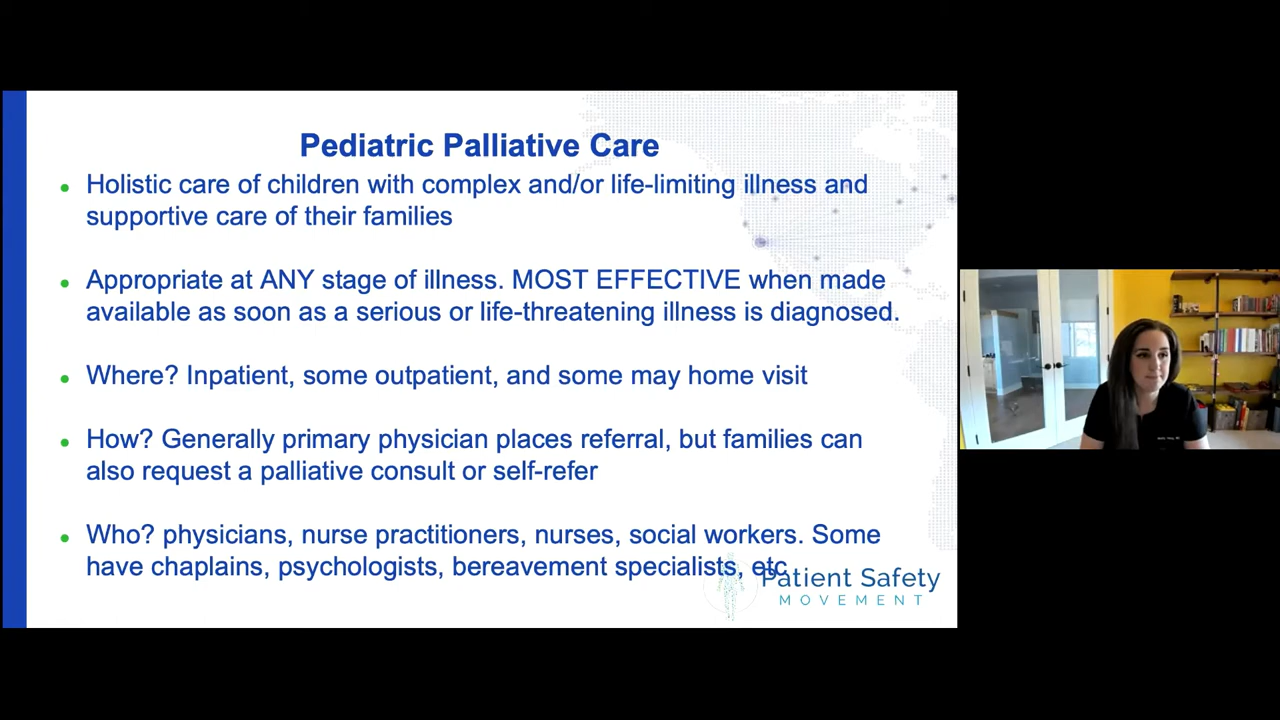 Pediatric Palliative Care
• Holistic care of children with complex and/or life-limiting illness and
supportive care of their families
• Appropriate at ANY stage of illness. MOST EFFECTIVE when made
available as soon as a serious or life-threatening illness is diagnosed.
• Where? Inpatient, some outpatient, and some may home visit
• How? Generally primary physician places referral, but families can
also request a palliative consult or self-refer
• Who? physicians, nurse practitioners, nurses, social workers. Some
have chaplains, psychologists, bereavement specialists, etc
Patient Safety
MOVEMENT